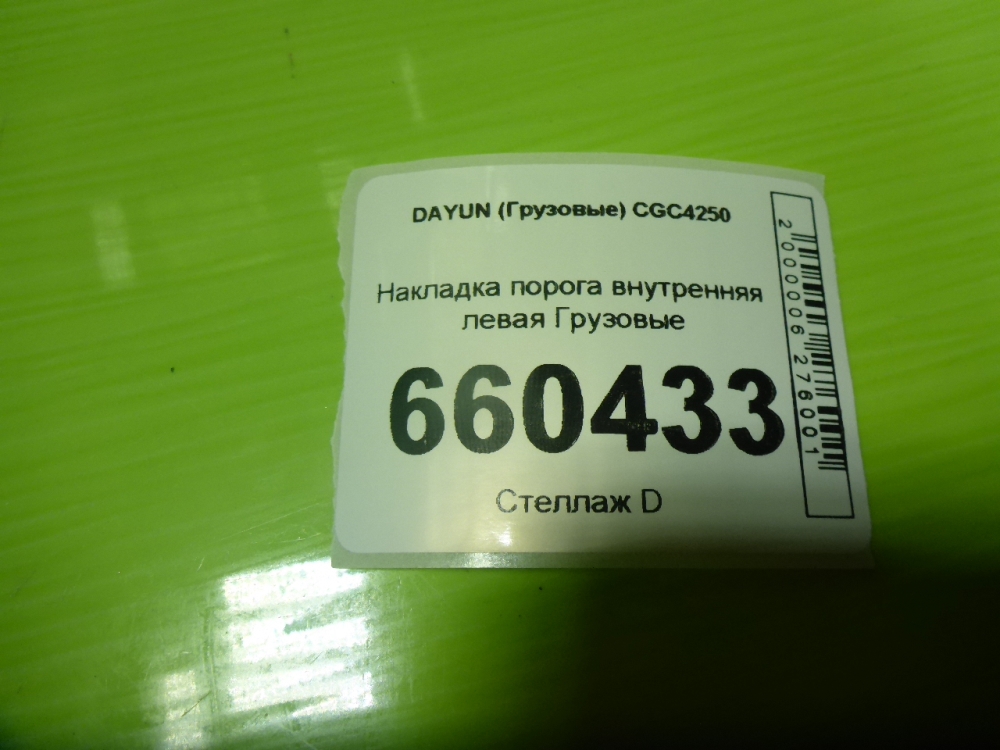 DAYUN (Грузовые) CGC4250
Накладка порога внутренняя
левая Грузовые
660433
Стеллаж D
2000006276001